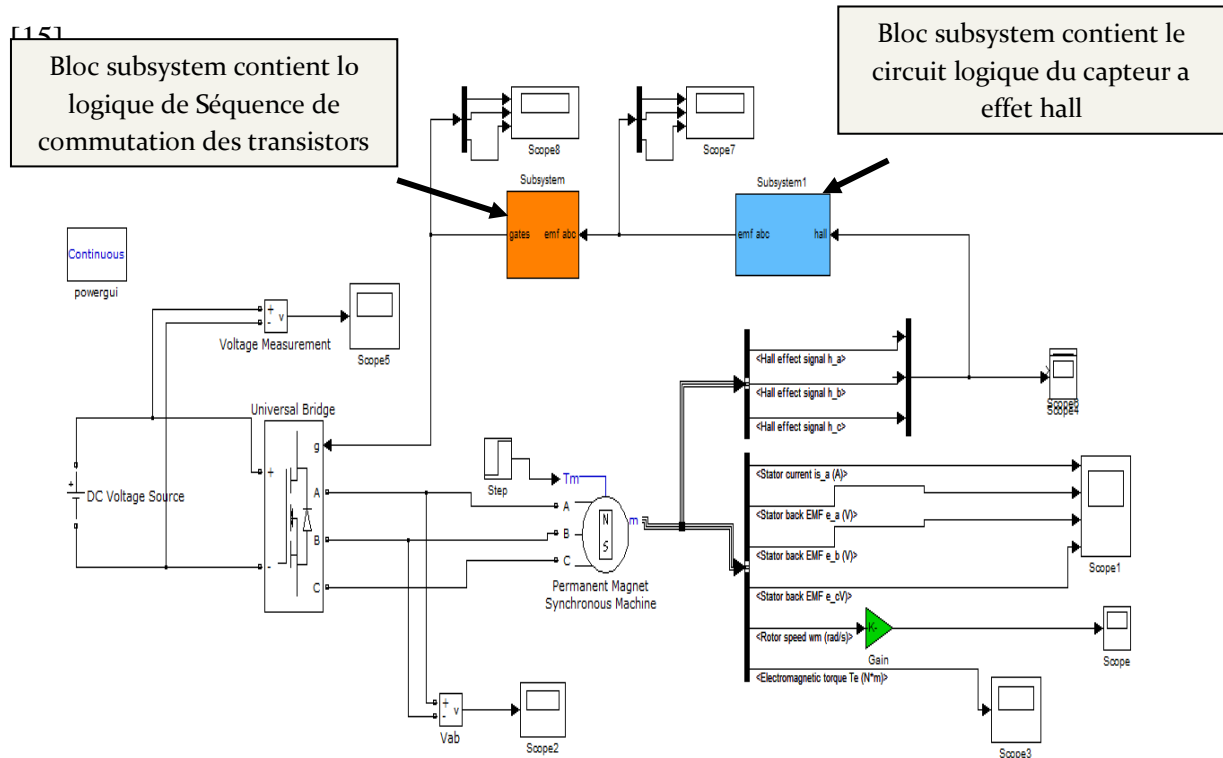 [15]
Bloc subsystem contient lo
logique de Séquence de
commutation des transistors
Bloc subsystem contient le
circuit logique du capteur a
effet hall
Scope8
Scope7
Subsystem
gates
emf abc
Subsystem1
emf abc
hall
Continuous
powergui
+
-
v
Voltage Measurement
Scope5
<Hall effect signal h_a>
<Hall effect signal h_b>
<Hall effect signal h_c>
Scope4
Universal Bridge
g
+
A
B
-
C
+
DC Voltage Source
Step
Tm
A
B
C
N
S
m
Permanent Magnet
Synchronous Machine
<Stator current is_a (A)>
<Stator back EMF e_a (V)>
<Stator back EMF e_b (V)>
<Stator back EMF e_cV)>
<Rotor speed wm (rad/s)>
<Electromagnetic torque Te (N*m)>
Scope1
-K-
Gain
Scope
Scope3
+
-
v
Vab
Scope2